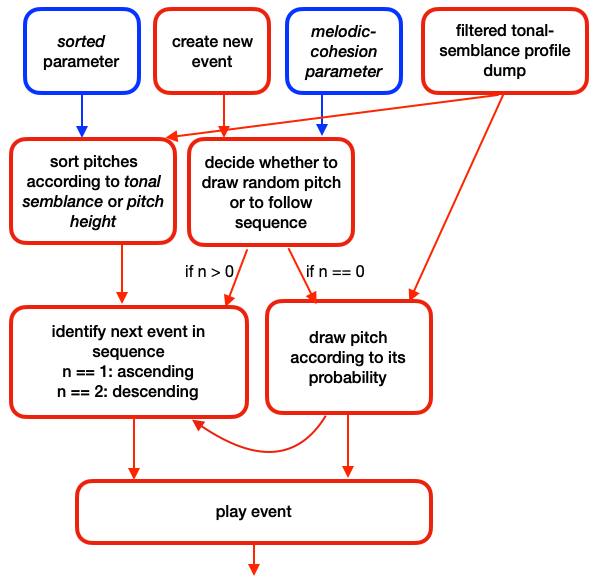 sorted
parameter
create new
event
melodic-
cohesion
parameter
filtered tonal-
semblance profile
dump
sort pitches
according to tonal
semblance or pitch
height
decide whether to
draw random pitch
or to follow
sequence
if n > 0
if n == 0
identify next event in
sequence
n == 1: ascending
n == 2: descending
draw pitch
according to its
probability
play event